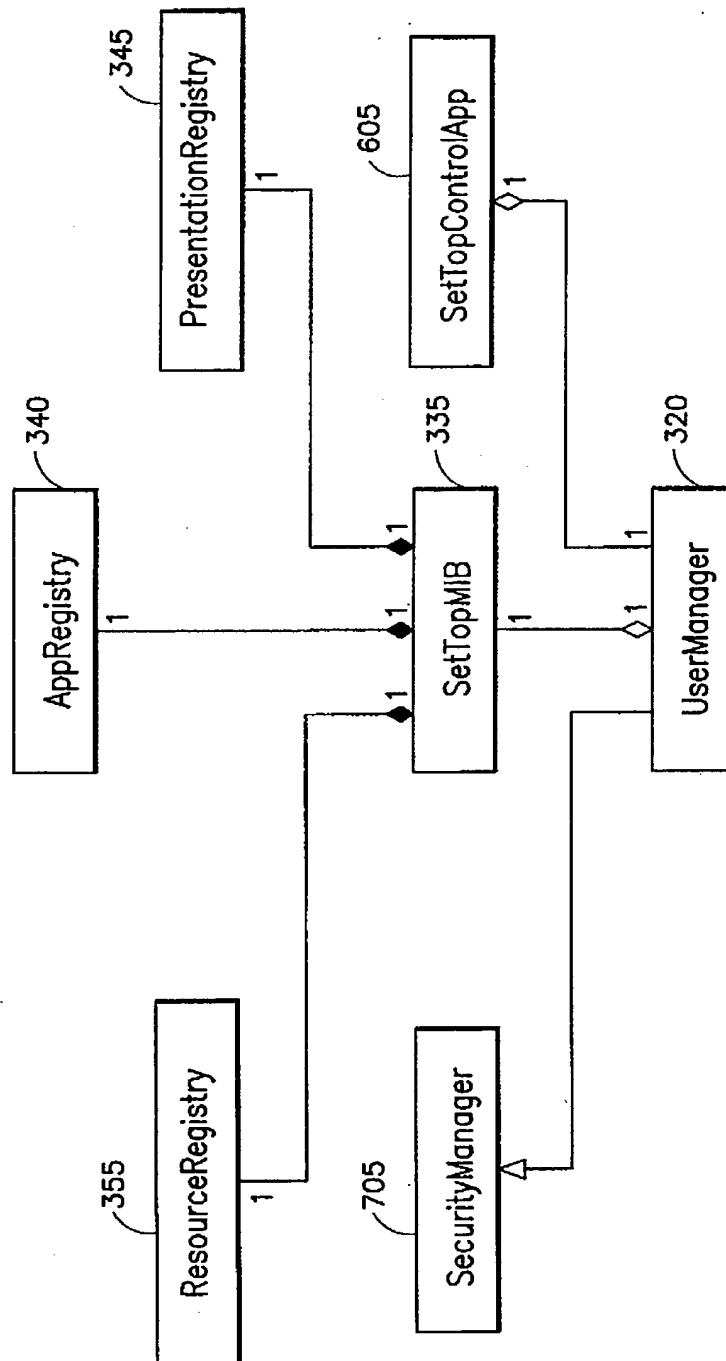 345
PresentationRegistry
1
340
AppRegistry
1
355
ResourceRegistry
1
605
SetTopControlApp
1
335
1
1
1
SetTopMIB
1
705
SecurityManager
320
1
1
UserManager